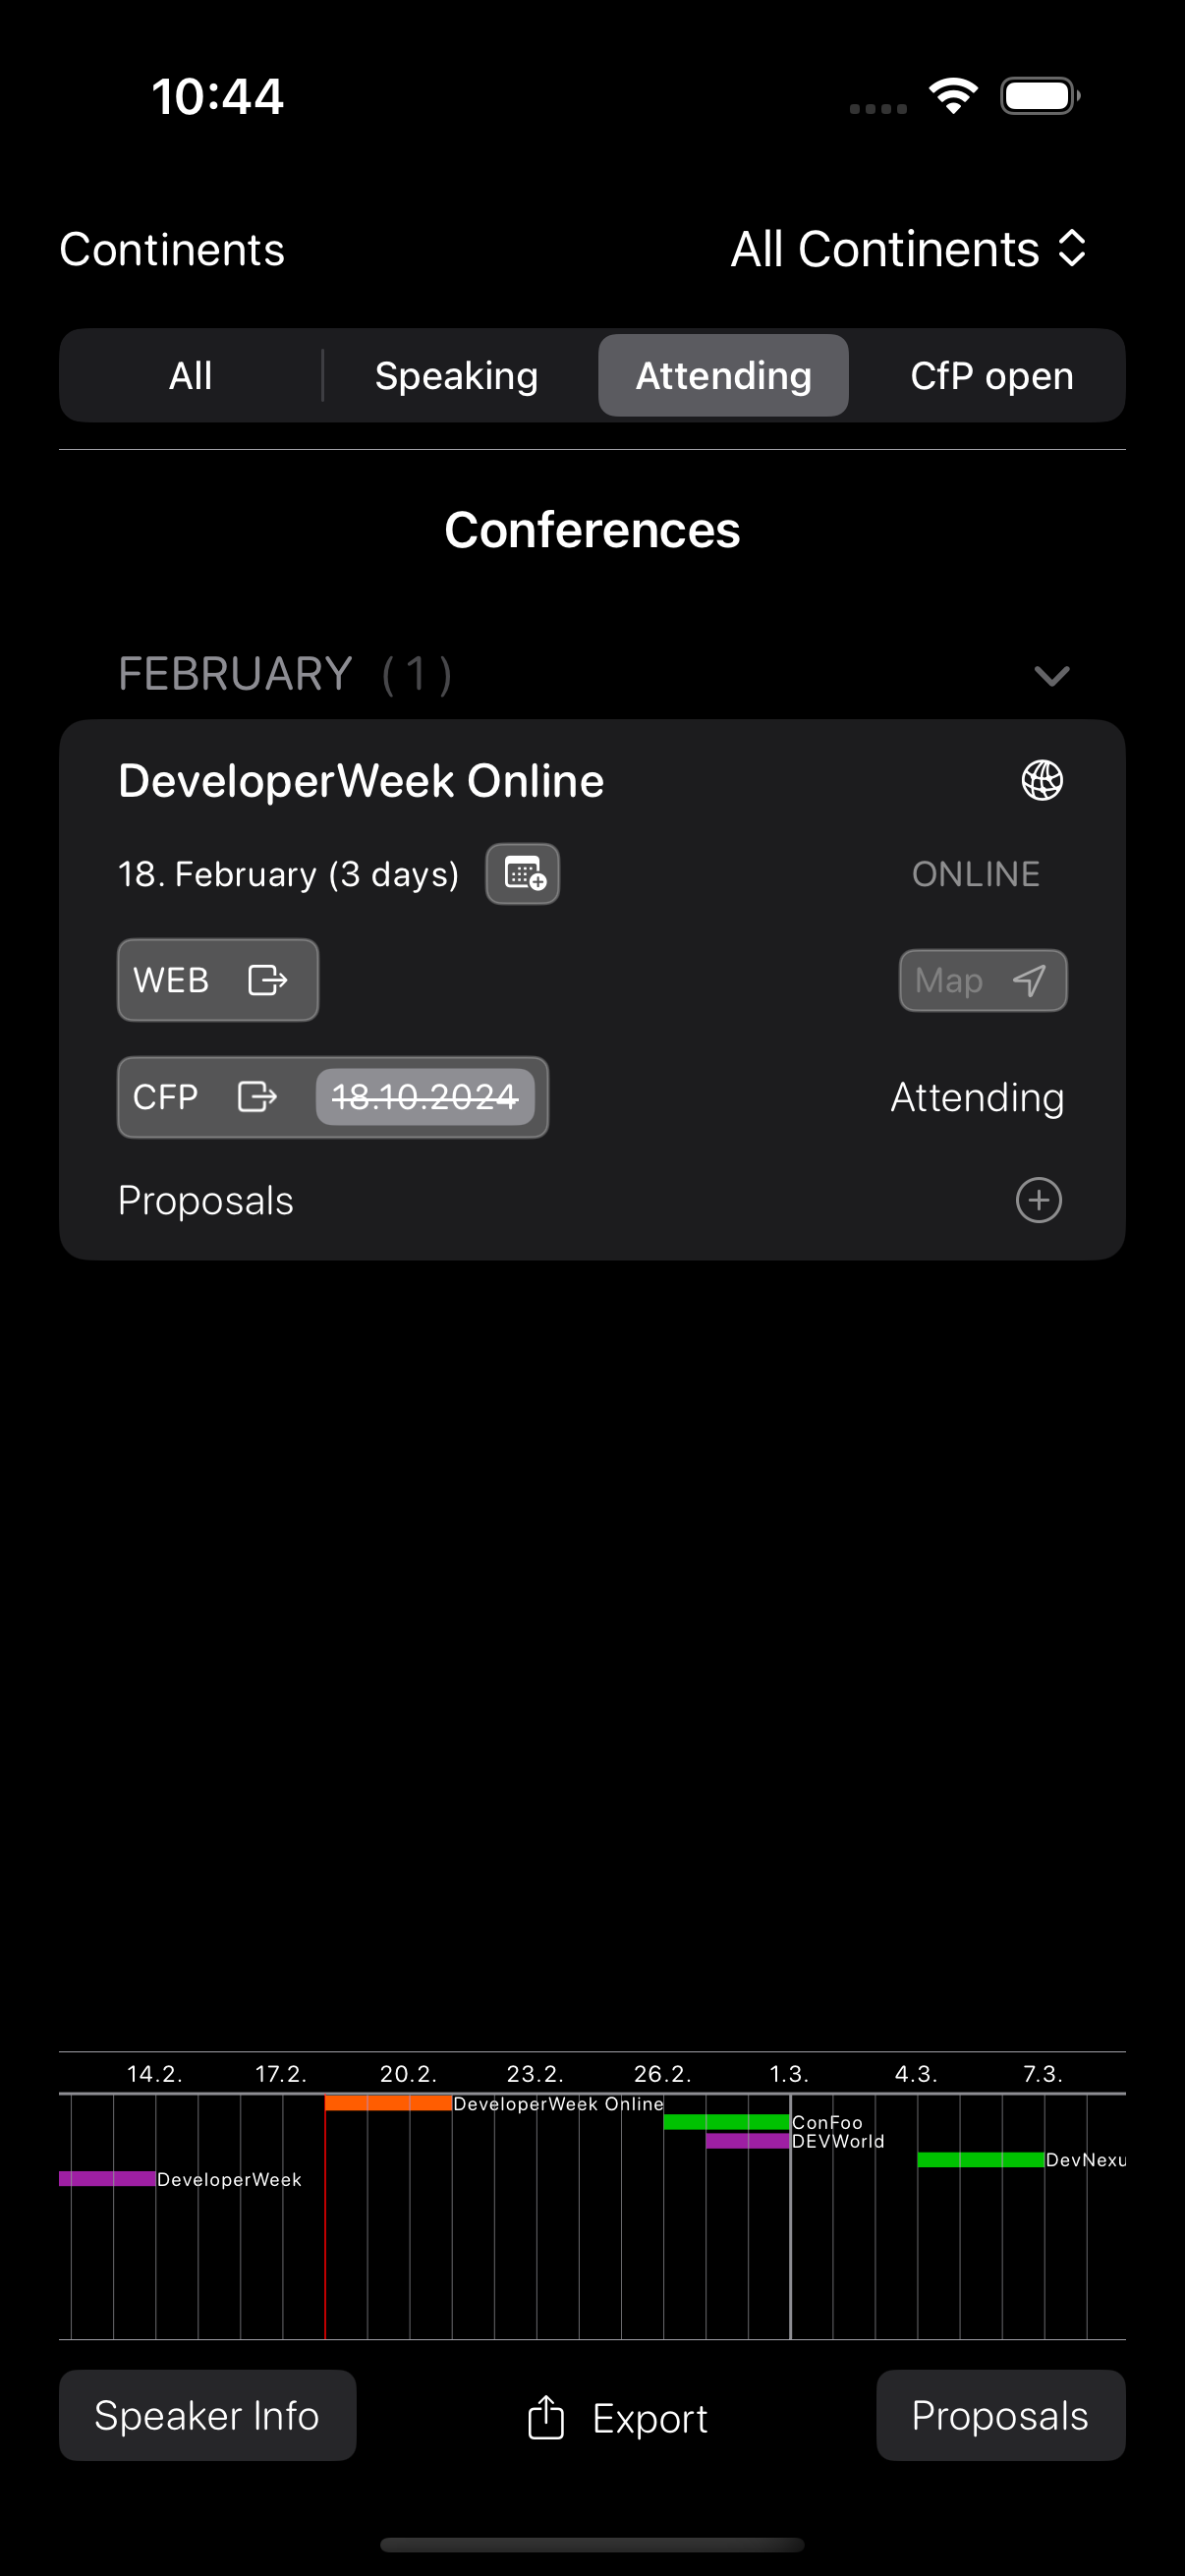 10:44
Continents All Continents
All Speaking Attending CfP open
Conferences
FEBRUARY (1)
DeveloperWeek Online
18. February (3 days) ONLINE
WEB Map
CFP 18.10.2024 Attending
Proposals
14.2. 17.2. 20.2. 23.2. 26.2. 1.3. 4.3. 7.3.
DeveloperWeek Online
ConFoo
DEVWorld
DevNexu
DeveloperWeek
Speaker Info Export Proposals